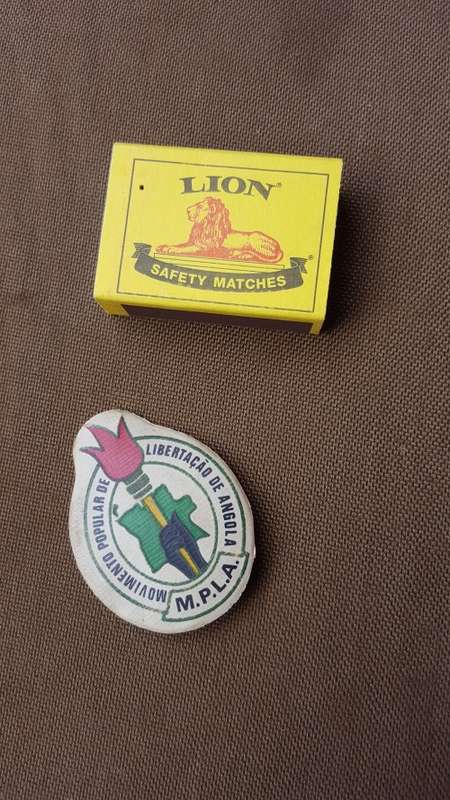 LION®
SAFETY MATCHES®
MOVIMENTO POPULAR DE LIBERTAÇÃO DE ANGOLA
M.P.L.A.